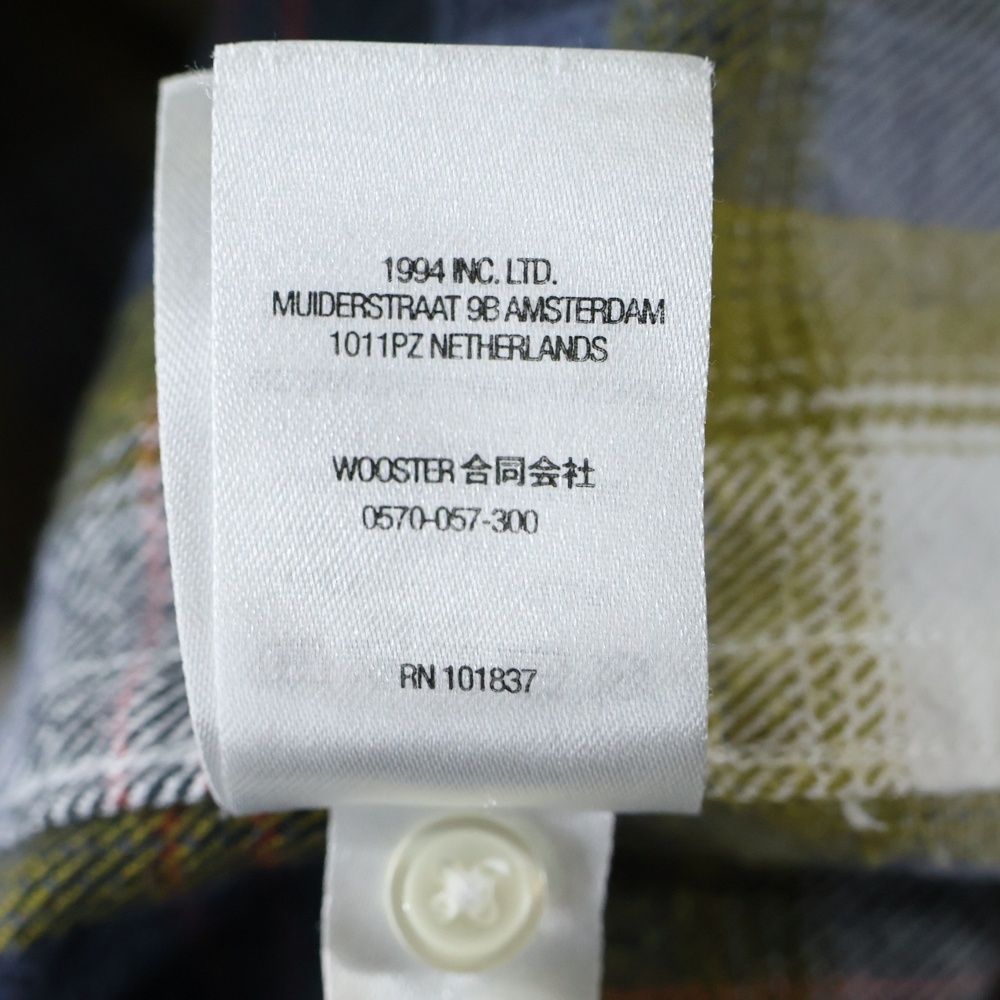 1994 INC. LTD.
MUIDERSTRAAT 9B AMSTERDAM
1011PZ NETHERLANDS
WOOSTER 合同会社
0570-057-300
RN 101837